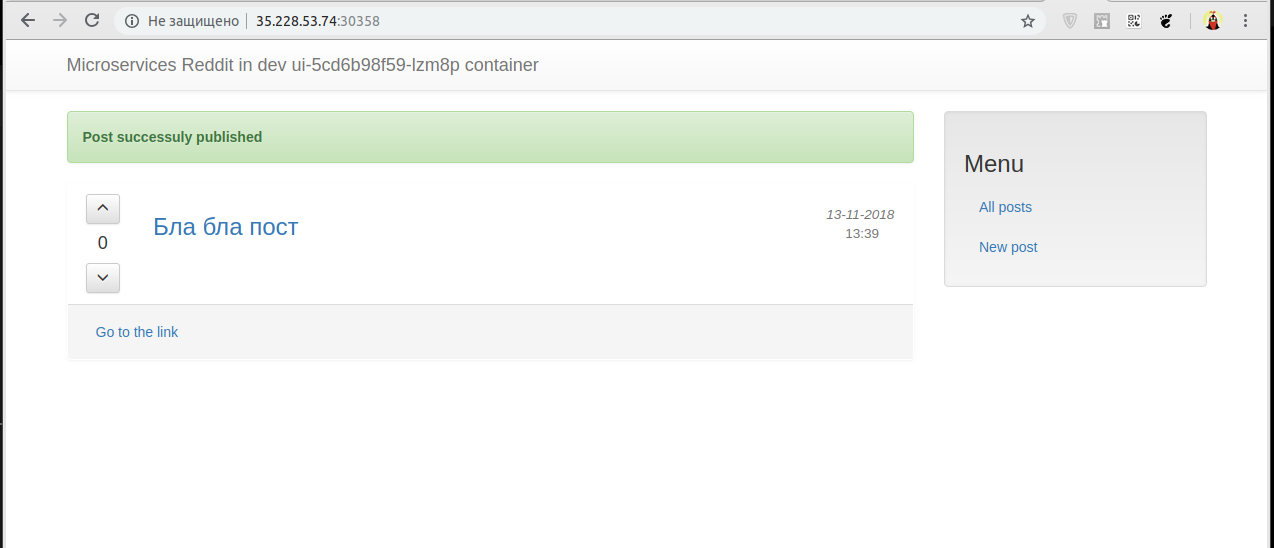 Не защищено 35.228.53.74:30358
Microservices Reddit in dev ui-5cd6b98f59-lzm8p container
Post successuly published
Menu
All posts
New post
0
Бла бла пост
13-11-2018
13:39
Go to the link